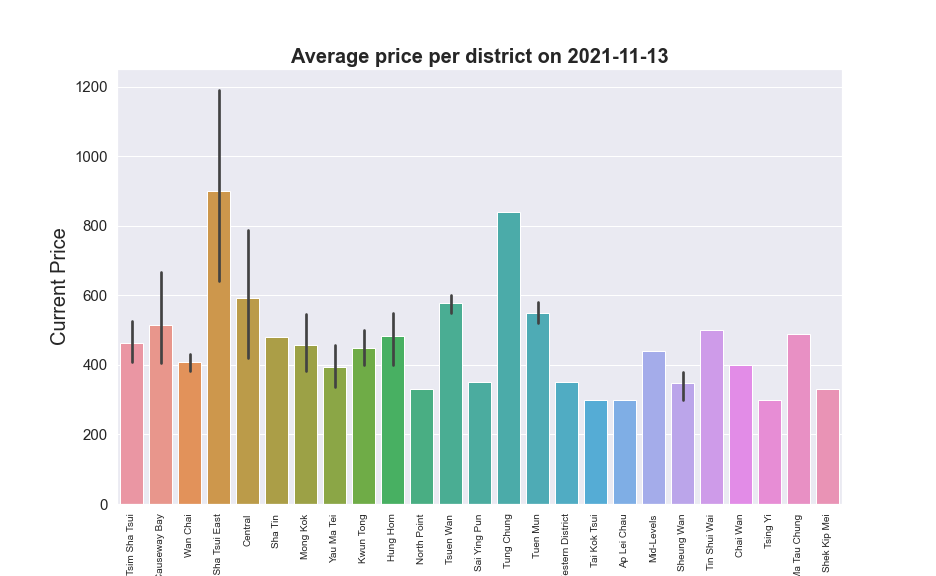 Average price per district on 2021-11-13
Current Price
1200
1000
800
600
400
200
0
Tsim Sha Tsui
Causeway Bay
Wan Chai
Sha Tsui East
Central
Sha Tin
Mong Kok
Yau Ma Tei
Kwun Tong
Hung Hom
North Point
Tsuen Wan
Sai Ying Pun
Tung Chung
Tuen Mun
estern District
Tai Kok Tsui
Ap Lei Chau
Mid-Levels
Sheung Wan
Tin Shui Wai
Chai Wan
Tsing Yi
Ma Tau Chung
Shek Kip Mei